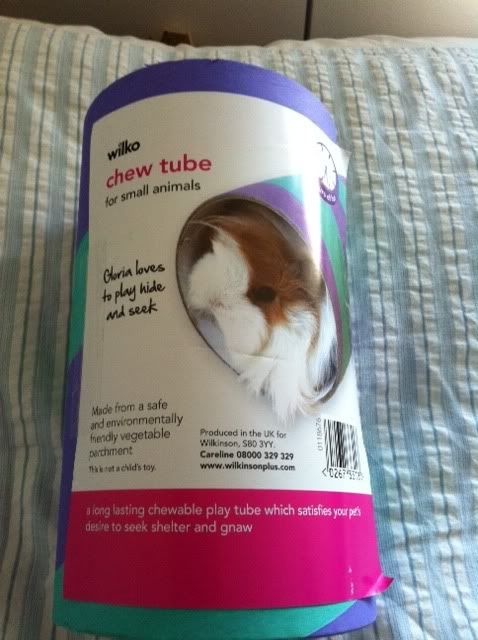 wilko
chew tube
for small animals
Gloria loves
to play hide
and seek
Made from a safe
and environmentally
friendly vegetable
parchment
This is not a child's toy.
Produced in the UK for
Wilkinson, S80 3YY.
Careline 08000 329 329
www.wilkinsonplus.com
a long lasting chewable play tube which satisfies your pet's
desire to seek shelter and gnaw